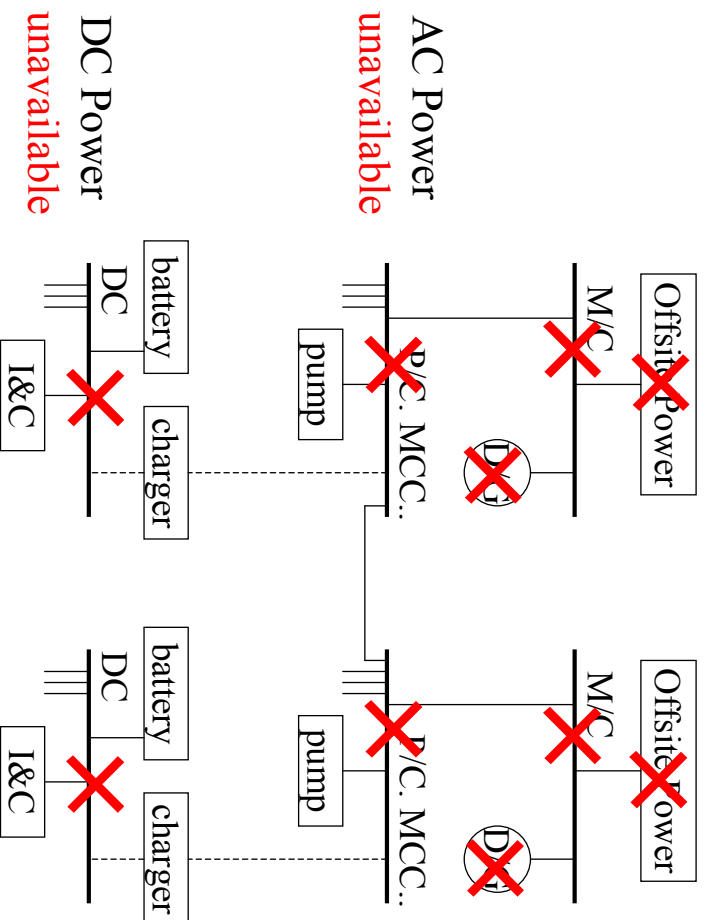 Offsite Power
Offsite Power
M/C
M/C
D/G
D/G
AC Power
unavailable
P/C. MCC..
P/C. MCC..
pump
pump
battery
charger
battery
charger
DC Power
unavailable
DC
DC
I&C
I&C